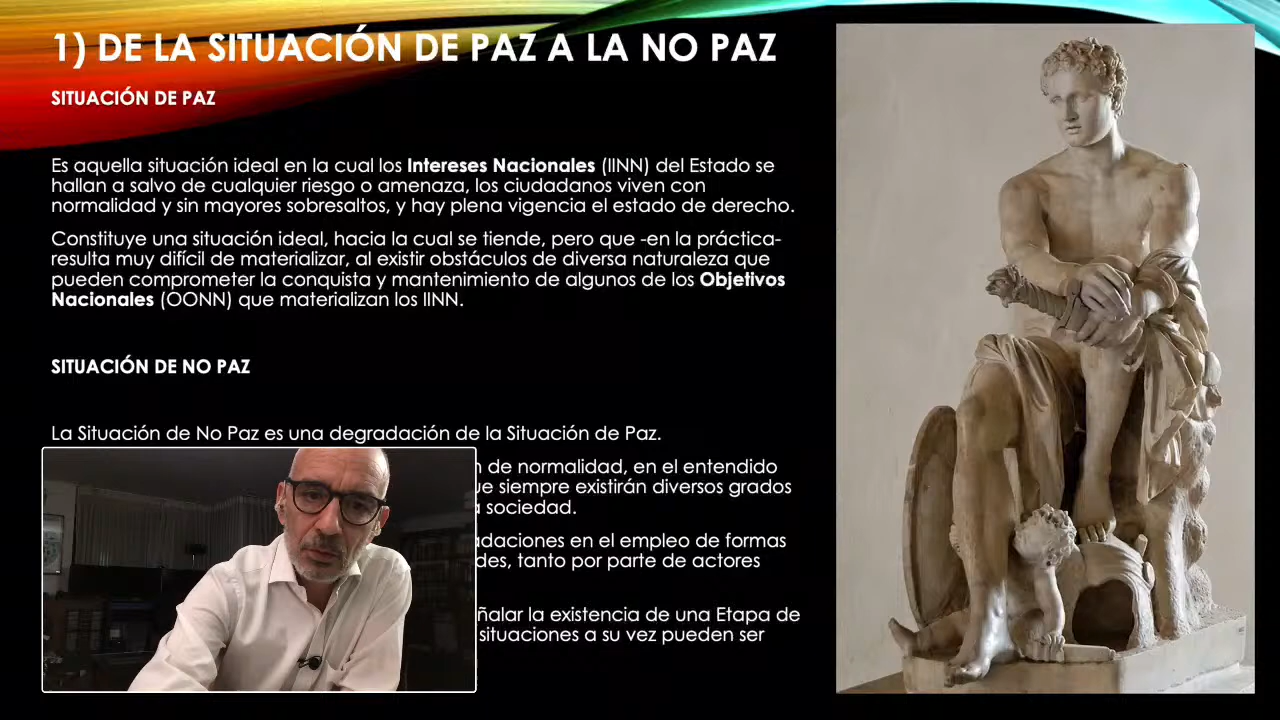 1) DE LA SITUACIÓN DE PAZ A LA NO PAZ
SITUACIÓN DE PAZ
Es aquella situación ideal en la cual los Intereses Nacionales (IINN) del Estado se
hallan a salvo de cualquier riesgo o amenaza, los ciudadanos viven con
normalidad y sin mayores sobresaltos, y hay plena vigencia el estado de derecho.
Constituye una situación ideal, hacia la cual se tiende, pero que -en la práctica-
resulta muy difícil de materializar, al existir obstáculos de diversa naturaleza que
pueden comprometer la conquista y mantenimiento de algunos de los Objetivos
Nacionales (OONN) que materializan los IINN.
SITUACIÓN DE NO PAZ
La Situación de No Paz es una degradación de la Situación de Paz.
de normalidad, en el entendido
siempre existirán diversos grados
sociedad.
en el empleo de formas
tanto por parte de actores
la existencia de una Etapa de
situaciones a su vez pueden ser